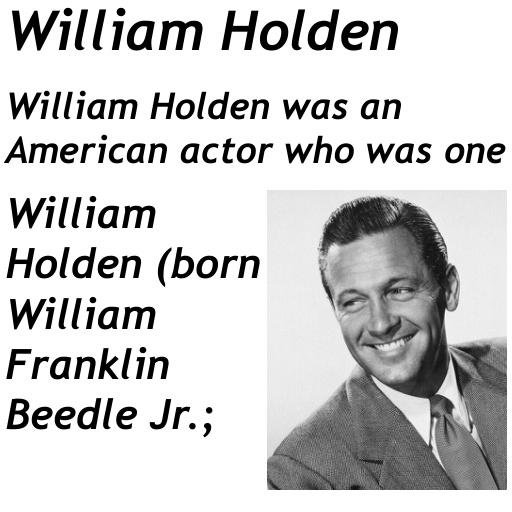 William Holden
William Holden was an
American actor who was one
William
Holden (born
William
Franklin
Beedle Jr.;